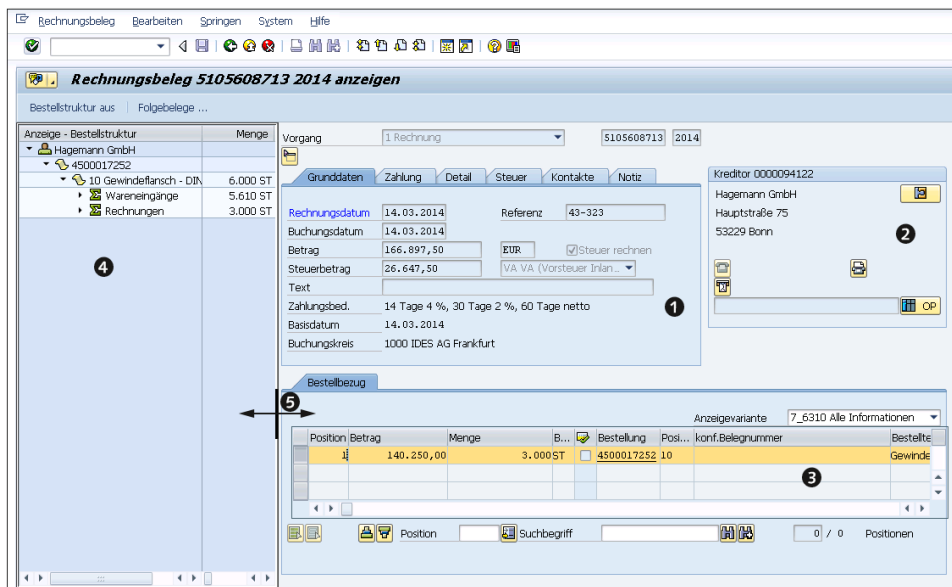 Rechnungsbeleg Bearbeiten Springen System Hilfe
Rechnungsbeleg 5105608713 2014 anzeigen
Bestellstruktur aus Folgebelege ...
Anzeige - Bestellstruktur Menge
Hagemann GmbH
4500017252
10 Gewindeflansch - DIN 6.000 ST
Wareneingänge 5.610 ST
Rechnungen 3.000 ST
4
Vorgang 1 Rechnung 5105608713 2014
Grunddaten Zahlung Detail Steuer Kontakte Notiz
Rechnungsdatum 14.03.2014 Referenz 43-323
Buchungsdatum 14.03.2014
Betrag 166.897,50 EUR Steuer rechnen
Steuerbetrag 26.647,50 VA VA (Vorsteuer Inlan..
Text
Zahlungsbed. 14 Tage 4 %, 30 Tage 2 %, 60 Tage netto
1
Basisdatum 14.03.2014
Buchungskreis 1000 IDES AG Frankfurt
Kreditor 0000094122
Hagemann GmbH
Hauptstraße 75
53229 Bonn
2
OP
Bestellbezug
5
Anzeigevariante 7_6310 Alle Informationen
Position Betrag Menge B... Bestellung Posi... konf.Belegnummer Bestellte
1 140.250,00 3.000 ST 4500017252 10 Gewinde
3
Position Suchbegriff 0 / 0 Positionen